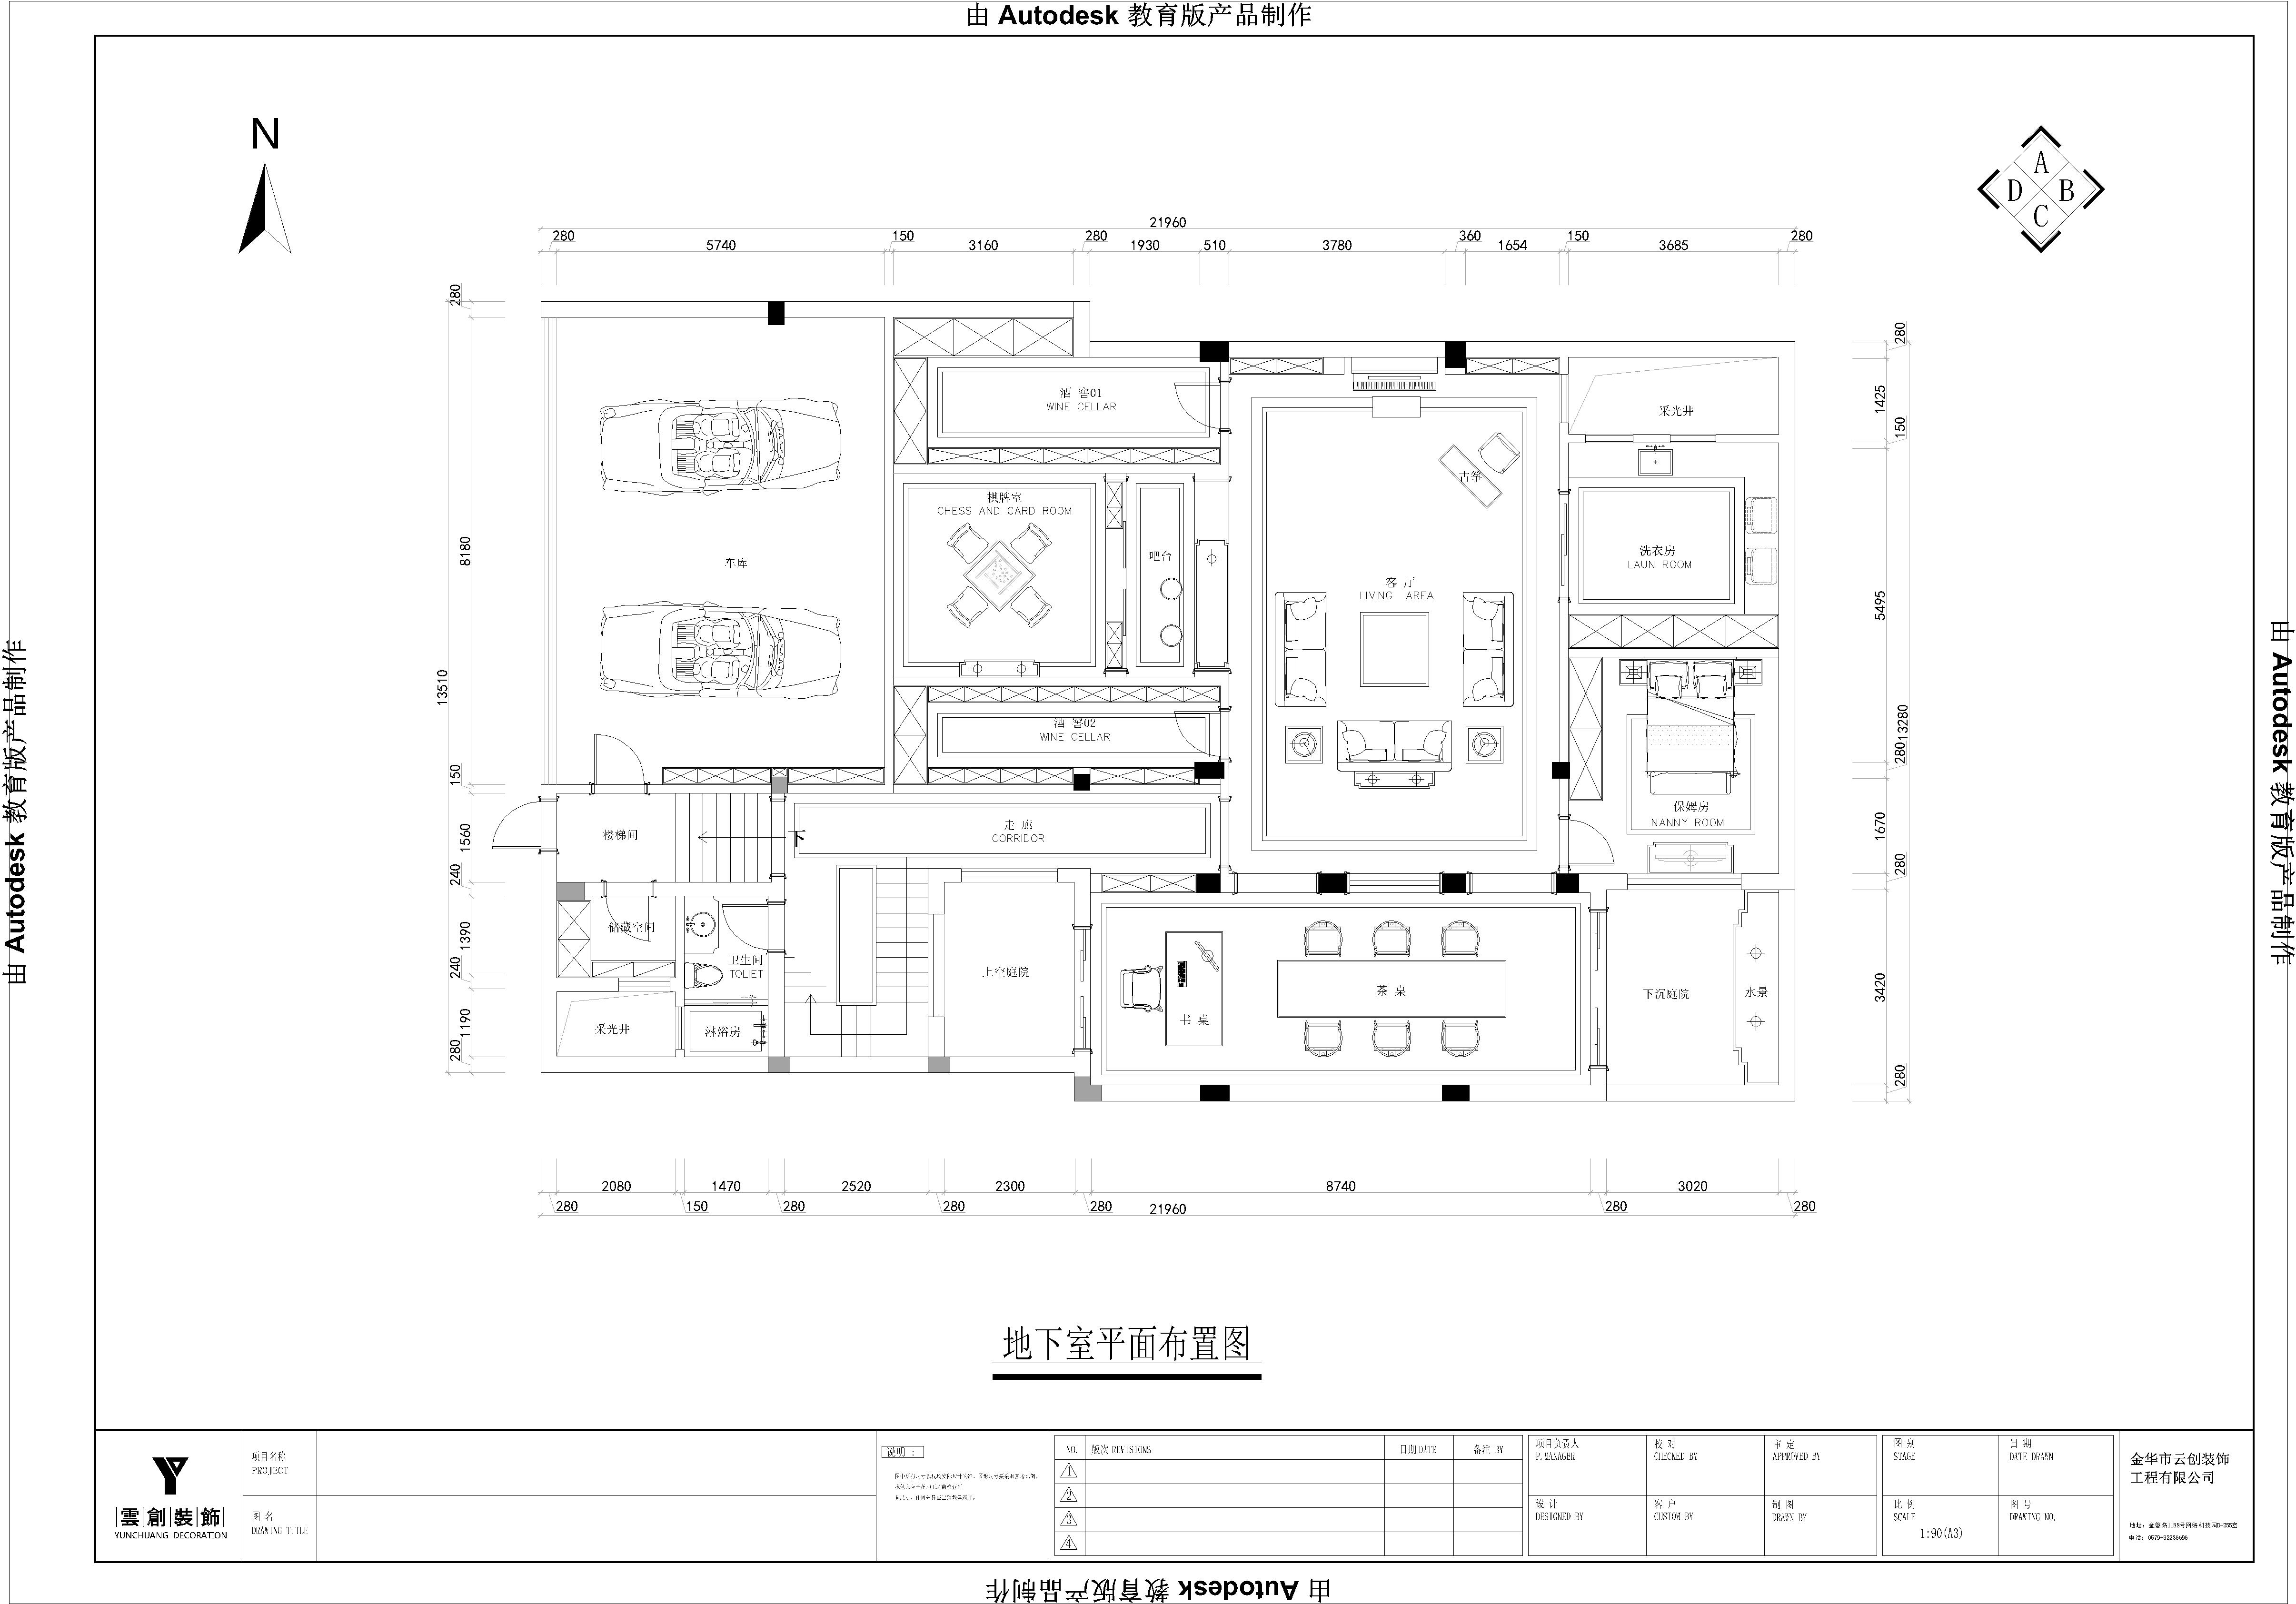 由 Autodesk 教育版产品制作
N
A
D B
C
21960
280 150 280 360 150 280
5740 3160 1930 510 3780 1654 3685
280
8180
13510
150
1560
240
1390
240
1190
280
280
1425
150
5495
13280
280
1670
280
3420
280
酒 窖01
WINE CELLAR
采光井
棋牌室
CHESS AND CARD ROOM
古筝
车库
吧台
洗衣房
LAUN ROOM
客 厅
LIVING AREA
酒 窖02
WINE CELLAR
保姆房
NANNY ROOM
楼梯间
走 廊
CORRIDOR
上
储藏空间
卫生间
TOLIET
上空庭院
茶 桌
下沉庭院
水景
书 桌
采光井
淋浴房
2080 1470 2520 2300 8740 3020
280 150 280 280 280 280 280
21960
地下室平面布置图
由 Autodesk 教育版产品制作
由 Autodesk 教育版产品制作
雲創裝飾
YUNCHUANG DECORATION
项目名称
PROJECT
图 名
DRAWING TITLE
说明：
NO. 版次 REVISIONS 日期 DATE 备注 BY
1
2
3
4
项目负责人
P.MANAGER
校 对
CHECKED BY
审 定
APPROVED BY
图 别
STAGE
日 期
DATE DRAWN
设 计
DESIGNED BY
客 户
CUSTOM BY
制 图
DRAWN BY
比 例
SCALE
1:90(A3)
图 号
DRAWING NO.
金华市云创装饰
工程有限公司
由 Autodesk 教育版产品制作